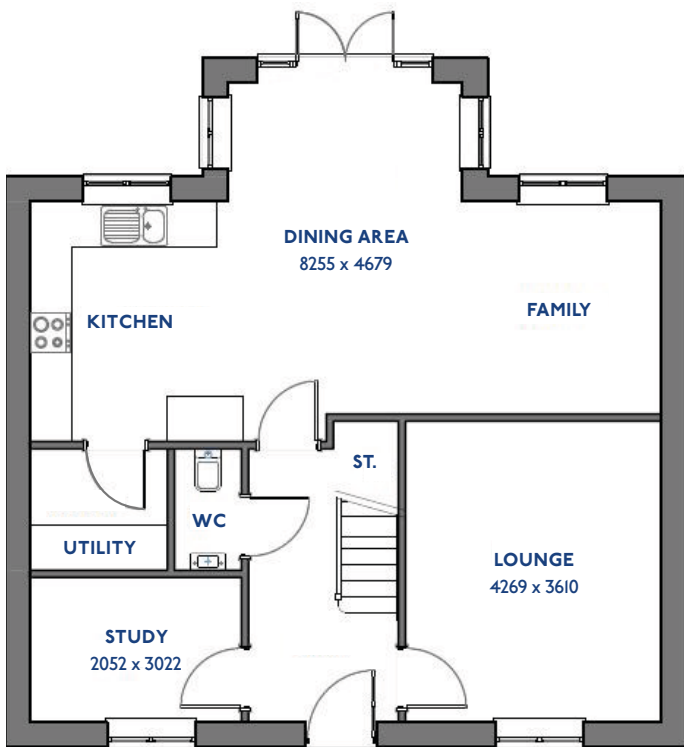 DINING AREA
8255 x 4679
KITCHEN
FAMILY
ST.
WC
UTILITY
LOUNGE
4269 x 3610
STUDY
2052 x 3022